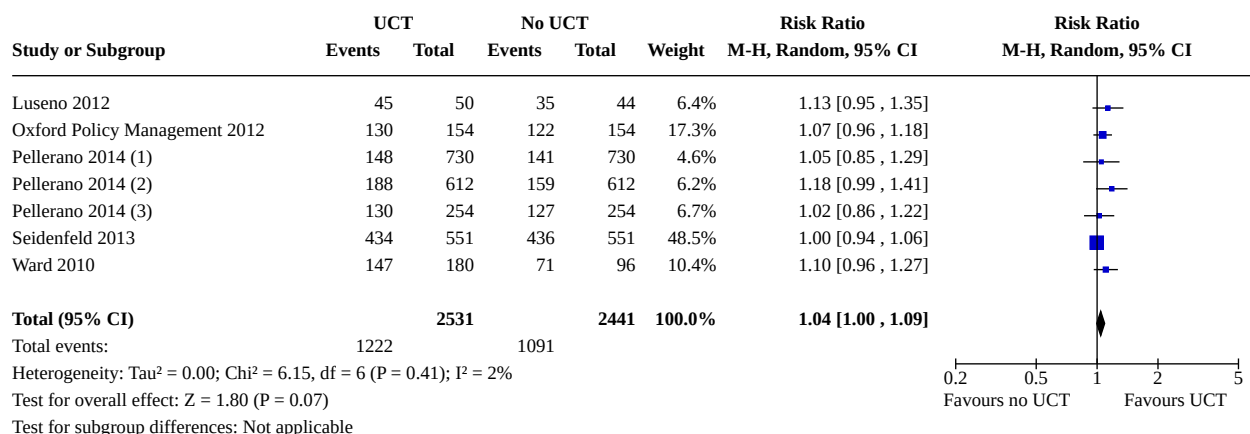 UCT No UCT Risk Ratio Risk Ratio
Study or Subgroup Events Total Events Total Weight M-H, Random, 95% CI M-H, Random, 95% CI
Luseno 2012 45 50 35 44 6.4% 1.13 [0.95 , 1.35]
Oxford Policy Management 2012 130 154 122 154 17.3% 1.07 [0.96 , 1.18]
Pellerano 2014 (1) 148 730 141 730 4.6% 1.05 [0.85 , 1.29]
Pellerano 2014 (2) 188 612 159 612 6.2% 1.18 [0.99 , 1.41]
Pellerano 2014 (3) 130 254 127 254 6.7% 1.02 [0.86 , 1.22]
Seidenfeld 2013 434 551 436 551 48.5% 1.00 [0.94 , 1.06]
Ward 2010 147 180 71 96 10.4% 1.10 [0.96 , 1.27]
Total (95% CI) 2531 2441 100.0% 1.04 [1.00 , 1.09]
Total events: 1222 1091
Heterogeneity: Tau² = 0.00; Chi² = 6.15, df = 6 (P = 0.41); I² = 2%
0.2 0.5 1 2 5
Test for overall effect: Z = 1.80 (P = 0.07)
Favours no UCT Favours UCT
Test for subgroup differences: Not applicable